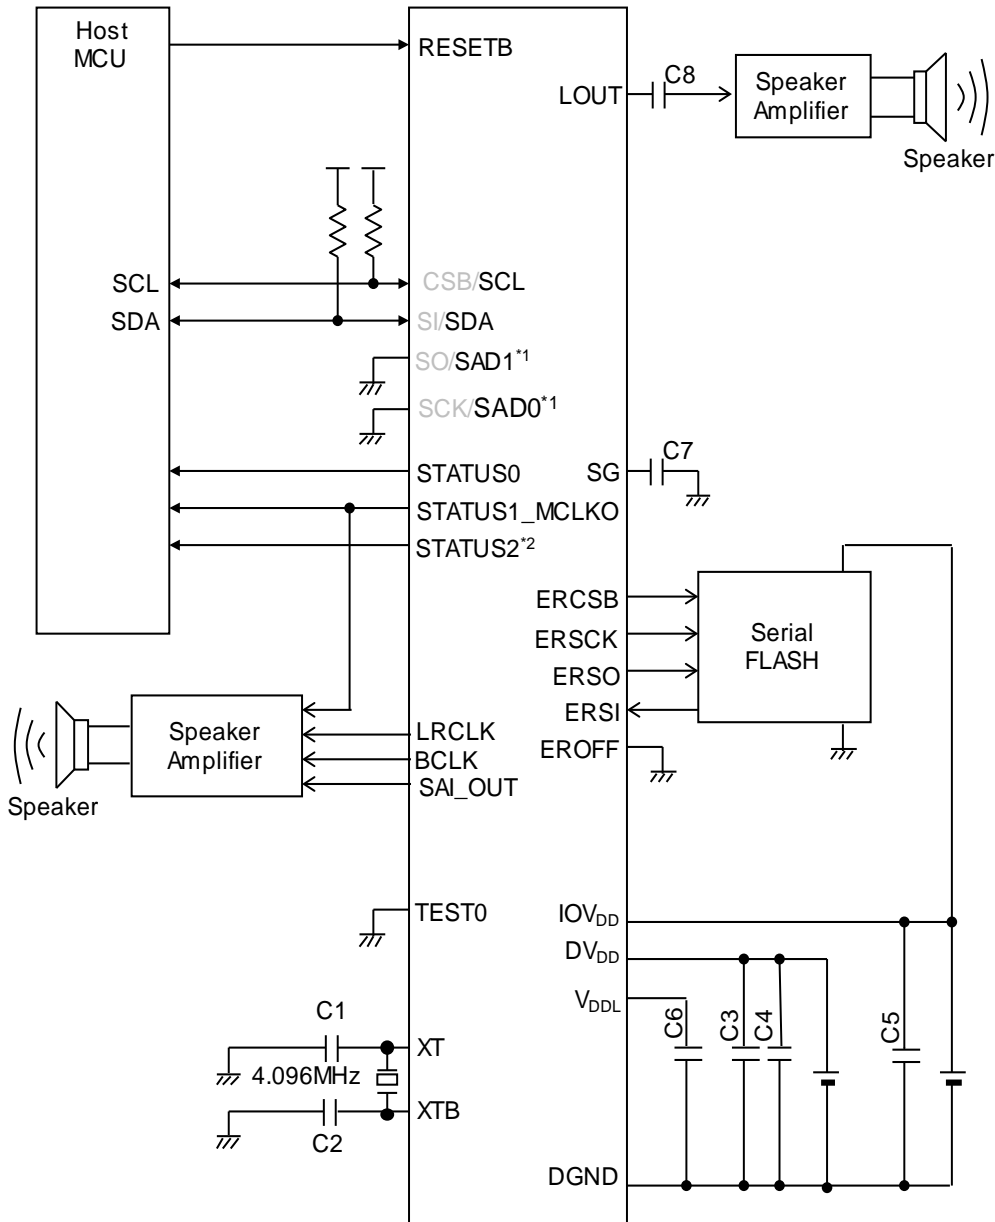 Host
MCU
RESETB
LOUT
C8
Speaker
Amplifier
Speaker
SCL
CSB/SCL
SDA
SI/SDA
SO/SAD1*1
SCK/SAD0*1
STATUS0
SG
C7
STATUS1_MCLKO
STATUS2*2
ERCSB
ERSCK
ERSO
ERSI
EROFF
Serial
FLASH
Speaker
Amplifier
Speaker
LRCLK
BCLK
SAI_OUT
TEST0
IOVDD
DVDD
VDDL
C6
C3
C4
C5
C1
XT
4.096MHz
XTB
C2
DGND